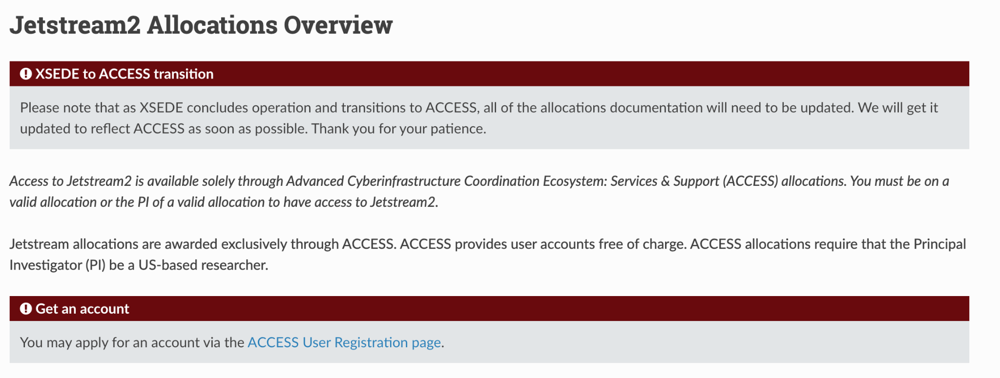 Jetstream2 Allocations Overview
XSEDE to ACCESS transition
Please note that as XSEDE concludes operation and transitions to ACCESS, all of the allocations documentation will need to be updated. We will get it
updated to reflect ACCESS as soon as possible. Thank you for your patience.
Access to Jetstream2 is available solely through Advanced Cyberinfrastructure Coordination Ecosystem: Services & Support (ACCESS) allocations. You must be on a
valid allocation or the PI of a valid allocation to have access to Jetstream2.
Jetstream allocations are awarded exclusively through ACCESS. ACCESS provides user accounts free of charge. ACCESS allocations require that the Principal
Investigator (PI) be a US-based researcher.
Get an account
You may apply for an account via the ACCESS User Registration page.